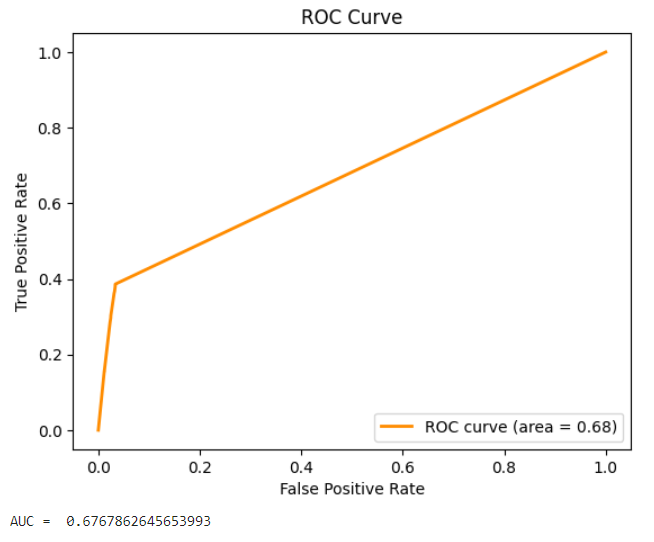 ROC Curve
1.0
0.8
0.6
0.4
0.2
0.0
True Positive Rate
ROC curve (area = 0.68)
0.0 0.2 0.4 0.6 0.8 1.0
False Positive Rate
AUC =  0.6767862645653993